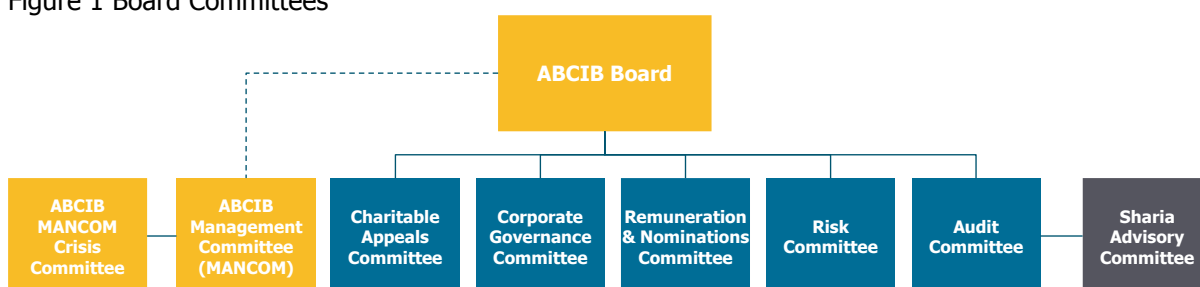 Figure 1 Board Committees
ABCIB Board
ABCIB
MANCOM
Crisis
Committee
ABCIB
Management
Committee
(MANCOM)
Charitable
Appeals
Committee
Corporate
Governance
Committee
Remuneration
& Nominations
Committee
Risk
Committee
Audit
Committee
Sharia
Advisory
Committee